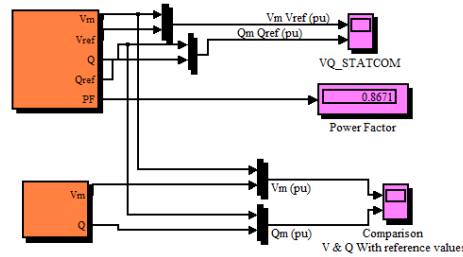 Vm
Vref
Q
Qref
PF
Vm Vref (pu)
Qm Qref (pu)
VQ_STATCOM
0.8671
Power Factor
Vm
Q
Vm (pu)
Qm (pu)
Comparison
V & Q With reference values